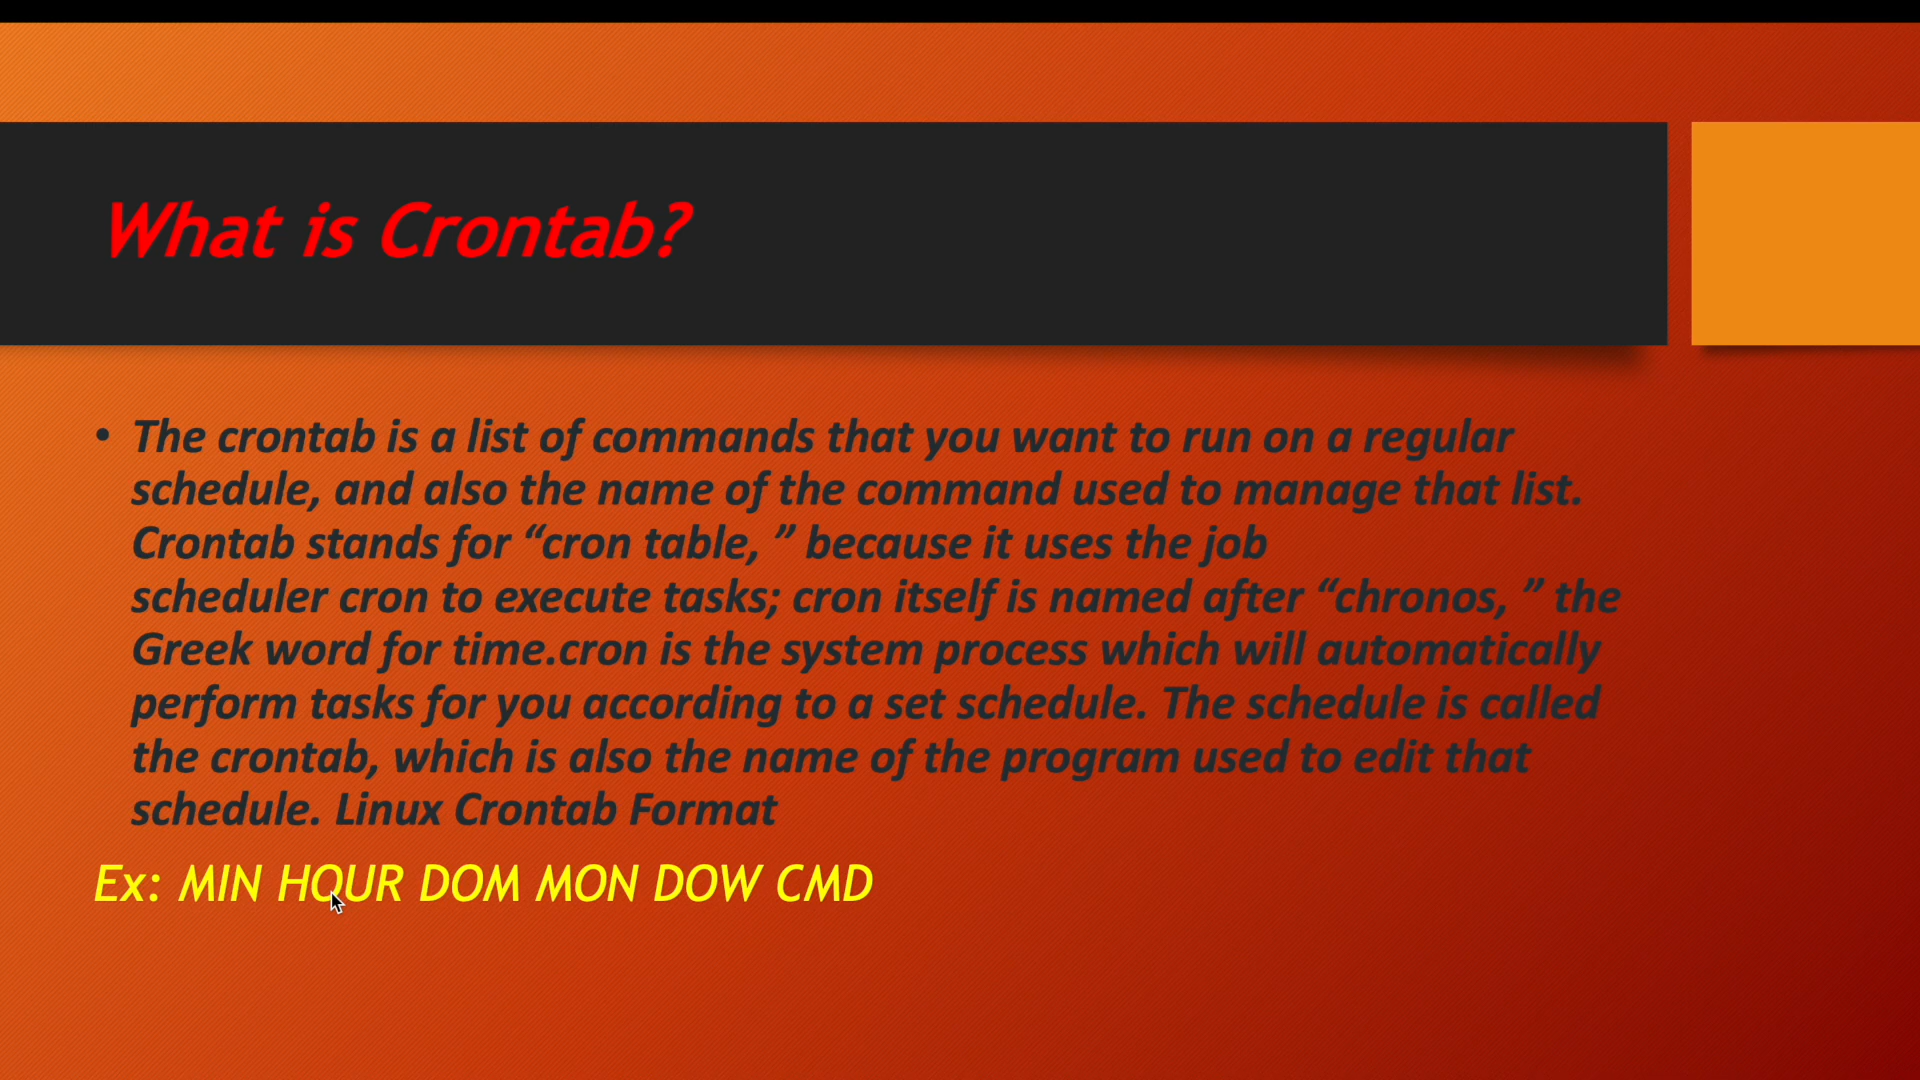 What is Crontab?
• The crontab is a list of commands that you want to run on a regular
schedule, and also the name of the command used to manage that list.
Crontab stands for “cron table, ” because it uses the job
scheduler cron to execute tasks; cron itself is named after “chronos, ” the
Greek word for time.cron is the system process which will automatically
perform tasks for you according to a set schedule. The schedule is called
the crontab, which is also the name of the program used to edit that
schedule. Linux Crontab Format
Ex: MIN HOUR DOM MON DOW CMD